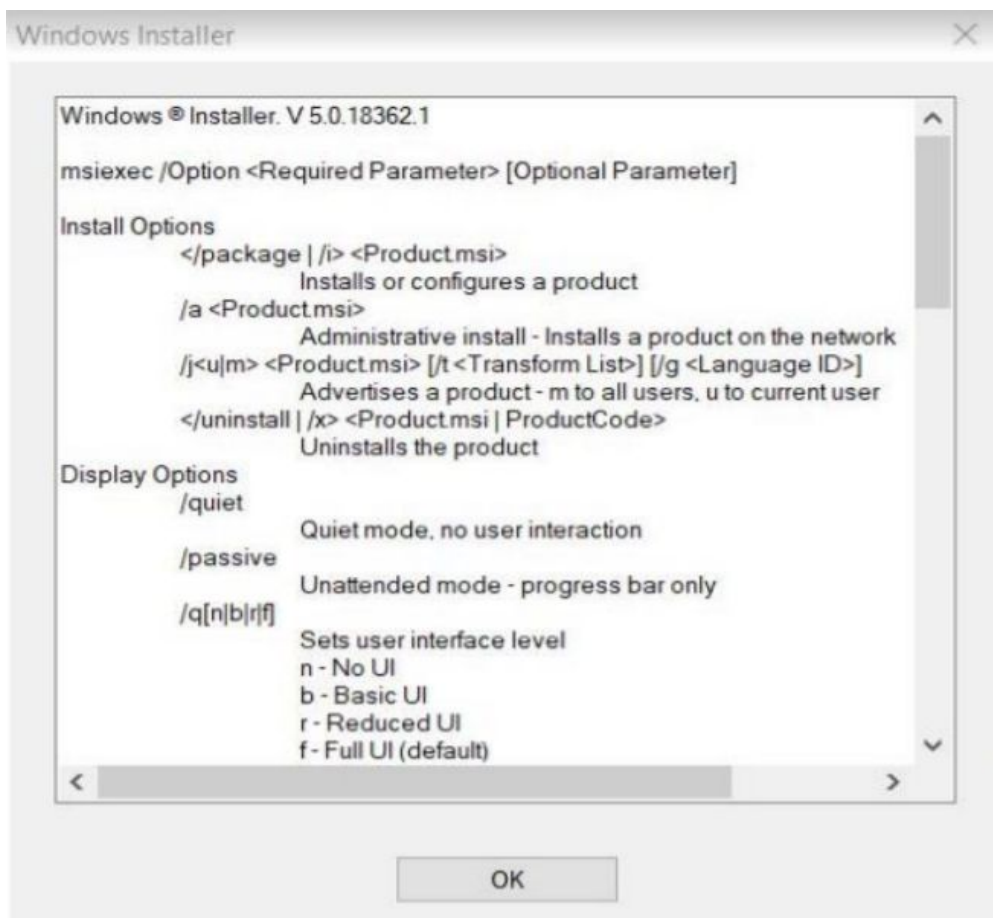 Windows Installer
Windows ® Installer. V 5.0.18362.1
msiexec /Option <Required Parameter> [Optional Parameter]
Install Options
</package | /i> <Product.msi>
Installs or configures a product
/a <Product.msi>
Administrative install - Installs a product on the network
/j<u|m> <Product.msi> [/t <Transform List>] [/g <Language ID>]
Advertises a product - m to all users, u to current user
</uninstall | /x> <Product.msi | ProductCode>
Uninstalls the product
Display Options
/quiet
Quiet mode, no user interaction
/passive
Unattended mode - progress bar only
/q[n|b|r|f]
Sets user interface level
n - No UI
b - Basic UI
r - Reduced UI
f - Full UI (default)
OK